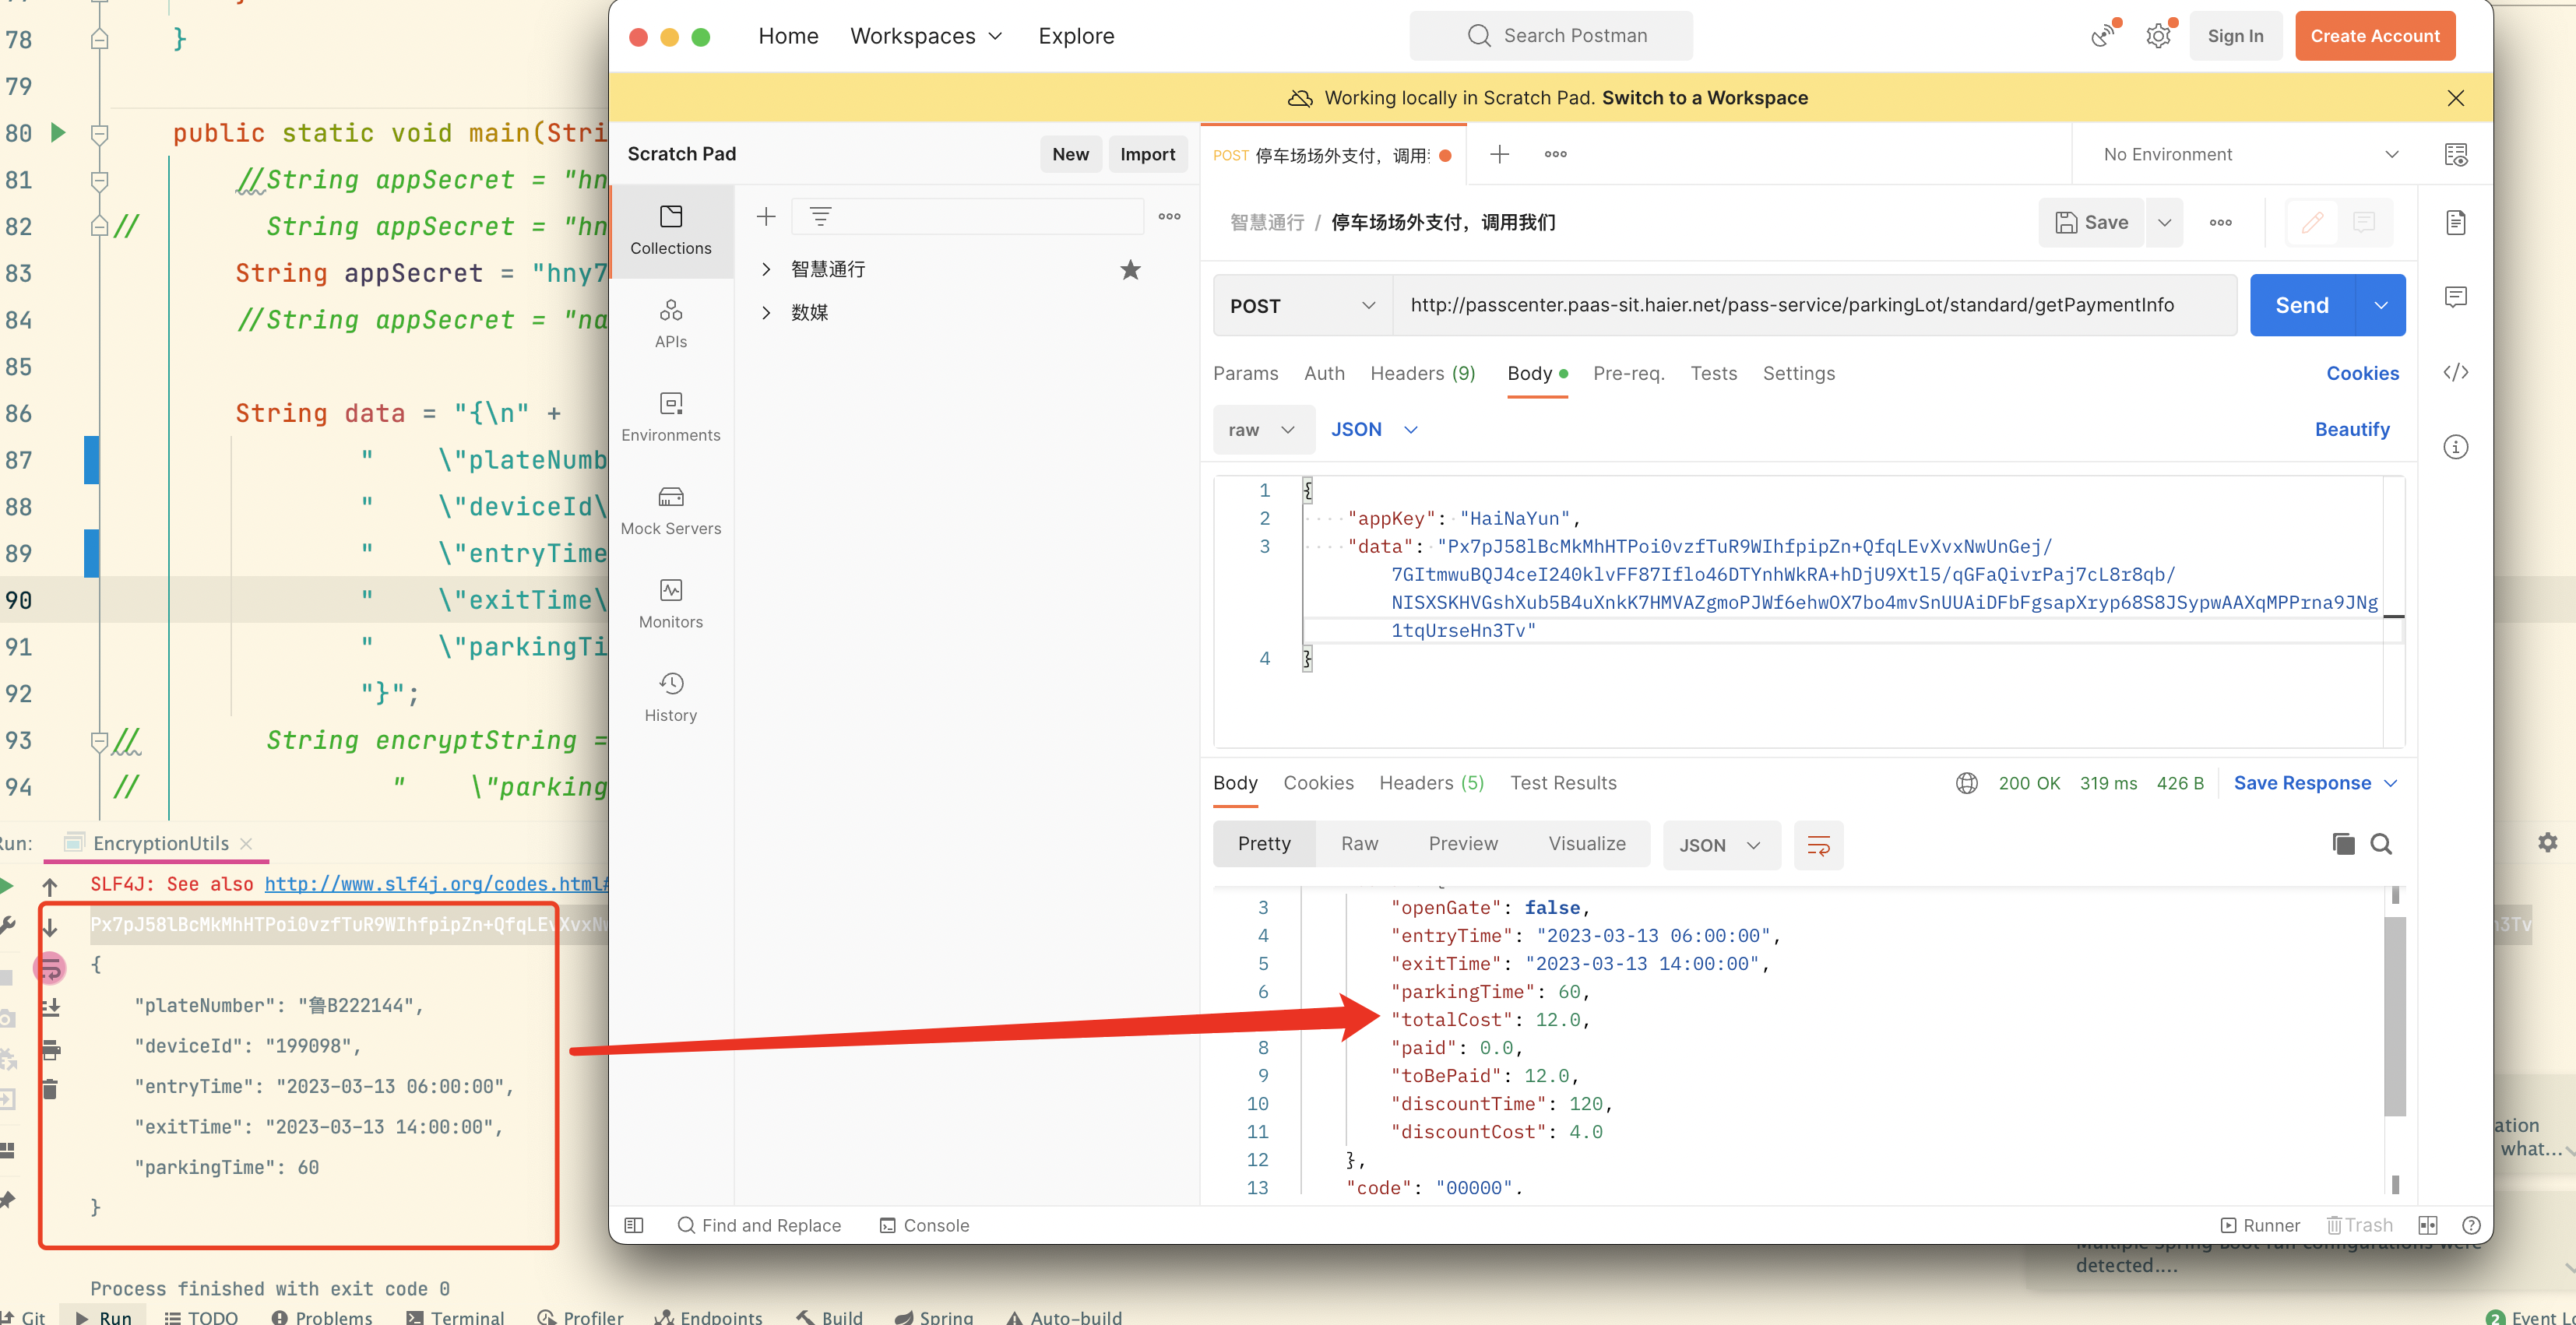 78 }
79
80 public static void main(Stri
81 //String appSecret = "hn
82 // String appSecret = "hn
83 String appSecret = "hny7
84 //String appSecret = "na
85
86 String data = "{\n" +
87 " \"plateNumb
88 " \"deviceId\
89 " \"entryTime
90 " \"exitTime\
91 " \"parkingTi
92 "}";
93 // String encryptString =
94 // " \"parking
Run: EncryptionUtils
SLF4J: See also http://www.slf4j.org/codes.html#
Px7pJ58lBcMkMhHTPoi0vzfTuR9WIhfpipZn+QfqLEvXvxNw
{
"plateNumber": "鲁B222144",
"deviceId": "199098",
"entryTime": "2023-03-13 06:00:00",
"exitTime": "2023-03-13 14:00:00",
"parkingTime": 60
}
Process finished with exit code 0
Git Run TODO Problems Terminal Profiler Endpoints Build Spring Auto-build
Home Workspaces Explore
Search Postman
Sign In
Create Account
Working locally in Scratch Pad. Switch to a Workspace
Scratch Pad
New
Import
Collections
APIs
Environments
Mock Servers
Monitors
History
智慧通行
数媒
POST 停车场场外支付，调用
No Environment
智慧通行 / 停车场场外支付，调用我们
Save
POST
http://passcenter.paas-sit.haier.net/pass-service/parkingLot/standard/getPaymentInfo
Send
Params Auth Headers (9) Body Pre-req. Tests Settings
Cookies
raw JSON
Beautify
1 {
2 "appKey": "HaiNaYun",
3 "data": "Px7pJ58lBcMkMhHTPoi0vzfTuR9WIhfpipZn+QfqLEvXvxNwUnGej/
7GItmwuBQJ4ceI240klvFF87Iflo46DTYnhWkRA+hDjU9Xtl5/qGFaQivrPaj7cL8r8qb/
NISXSKHVGshXub5B4uXnkK7HMVAZgmoPJWf6ehwOX7bo4mvSnUUAiDFbFgsapXryp68S8JSypwAAXqMPPrna9JNg
1tqUrseHn3Tv"
4 }
Body Cookies Headers (5) Test Results
200 OK 319 ms 426 B Save Response
Pretty Raw Preview Visualize JSON
3 "openGate": false,
4 "entryTime": "2023-03-13 06:00:00",
5 "exitTime": "2023-03-13 14:00:00",
6 "parkingTime": 60,
"totalCost": 12.0,
8 "paid": 0.0,
9 "toBePaid": 12.0,
10 "discountTime": 120,
11 "discountCost": 4.0
12 },
13 "code": "00000",
Find and Replace Console
Runner Trash
n3Tv
ation
what...
detected....
2 Event Lo